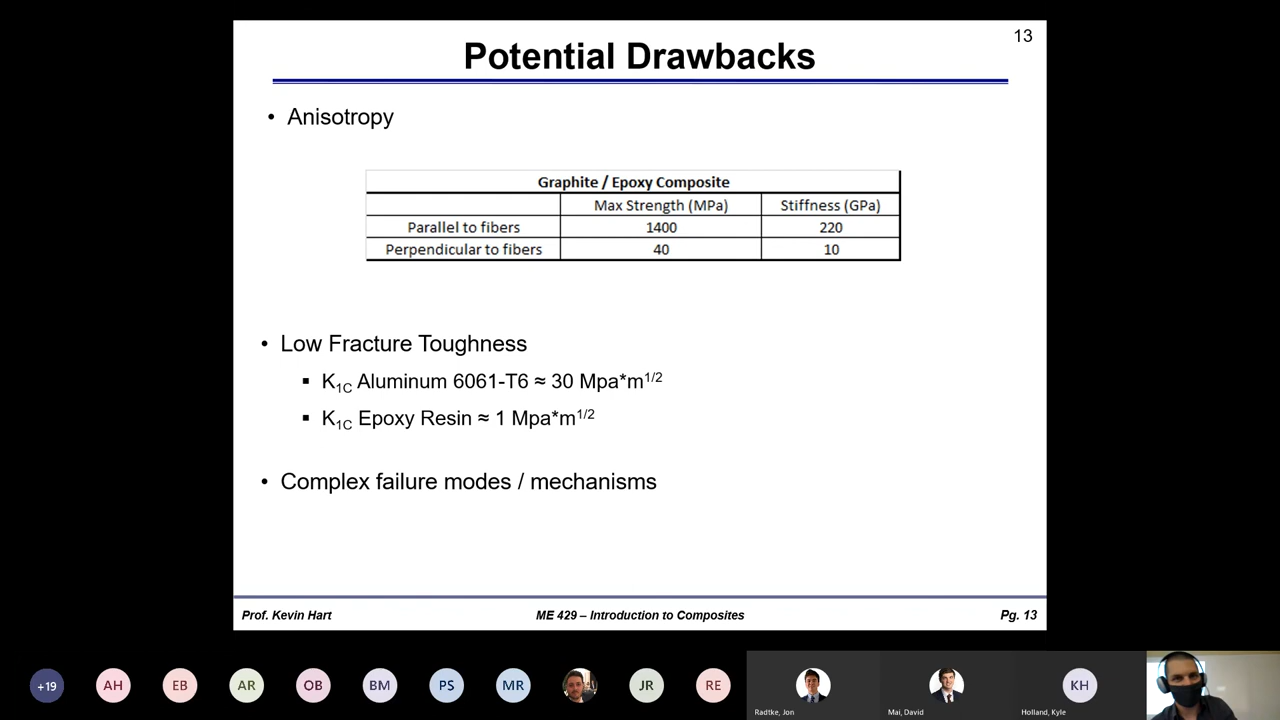 13
Potential Drawbacks
• Anisotropy
Graphite / Epoxy Composite
Max Strength (MPa) Stiffness (GPa)
Parallel to fibers 1400 220
Perpendicular to fibers 40 10
• Low Fracture Toughness
▪ K1C Aluminum 6061-T6 ≈ 30 Mpa*m1/2
▪ K1C Epoxy Resin ≈ 1 Mpa*m1/2
• Complex failure modes / mechanisms
Prof. Kevin Hart ME 429 – Introduction to Composites Pg. 13
+19 AH EB AR OB BM PS MR JR RE KH
Radtke, Jon Mai, David Holland, Kyle